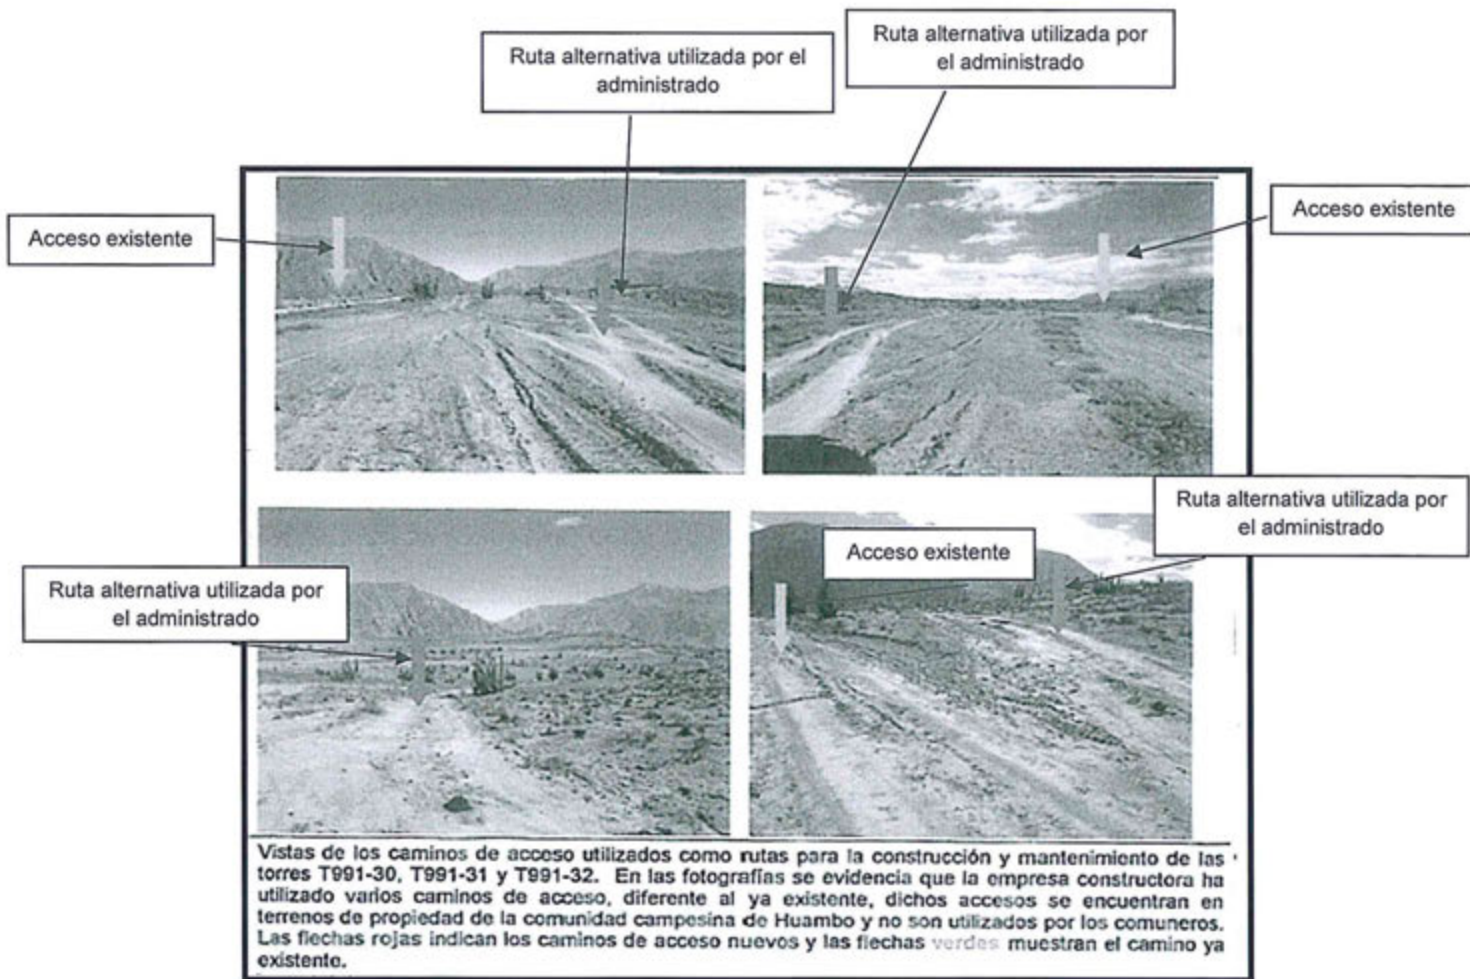 Ruta alternativa utilizada por el
administrado
Ruta alternativa utilizada por
el administrado
Acceso existente
Acceso existente
Ruta alternativa utilizada por
el administrado
Acceso existente
Ruta alternativa utilizada por
el administrado
Vistas de los caminos de acceso utilizados como rutas para la construcción y mantenimiento de las
torres T991-30, T991-31 y T991-32. En las fotografías se evidencia que la empresa constructora ha
utilizado varios caminos de acceso, diferente al ya existente, dichos accesos se encuentran en
terrenos de propiedad de la comunidad campesina de Huambo y no son utilizados por los comuneros.
Las flechas rojas indican los caminos de acceso nuevos y las flechas verdes muestran el camino ya
existente.